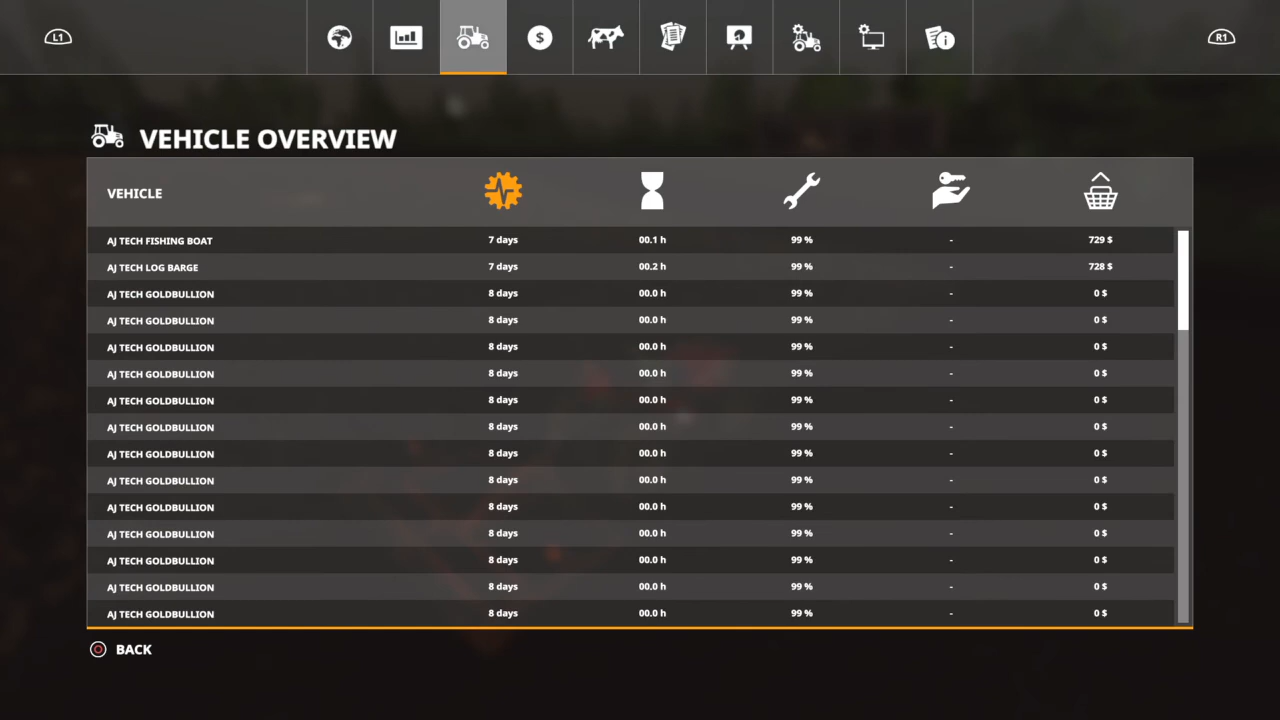 L1
$
R1
VEHICLE OVERVIEW
VEHICLE
AJ TECH FISHING BOAT 7 days 00.1 h 99 % - 729 $
AJ TECH LOG BARGE 7 days 00.2 h 99 % - 728 $
AJ TECH GOLDBULLION 8 days 00.0 h 99 % - 0 $
AJ TECH GOLDBULLION 8 days 00.0 h 99 % - 0 $
AJ TECH GOLDBULLION 8 days 00.0 h 99 % - 0 $
AJ TECH GOLDBULLION 8 days 00.0 h 99 % - 0 $
AJ TECH GOLDBULLION 8 days 00.0 h 99 % - 0 $
AJ TECH GOLDBULLION 8 days 00.0 h 99 % - 0 $
AJ TECH GOLDBULLION 8 days 00.0 h 99 % - 0 $
AJ TECH GOLDBULLION 8 days 00.0 h 99 % - 0 $
AJ TECH GOLDBULLION 8 days 00.0 h 99 % - 0 $
AJ TECH GOLDBULLION 8 days 00.0 h 99 % - 0 $
AJ TECH GOLDBULLION 8 days 00.0 h 99 % - 0 $
AJ TECH GOLDBULLION 8 days 00.0 h 99 % - 0 $
AJ TECH GOLDBULLION 8 days 00.0 h 99 % - 0 $
BACK